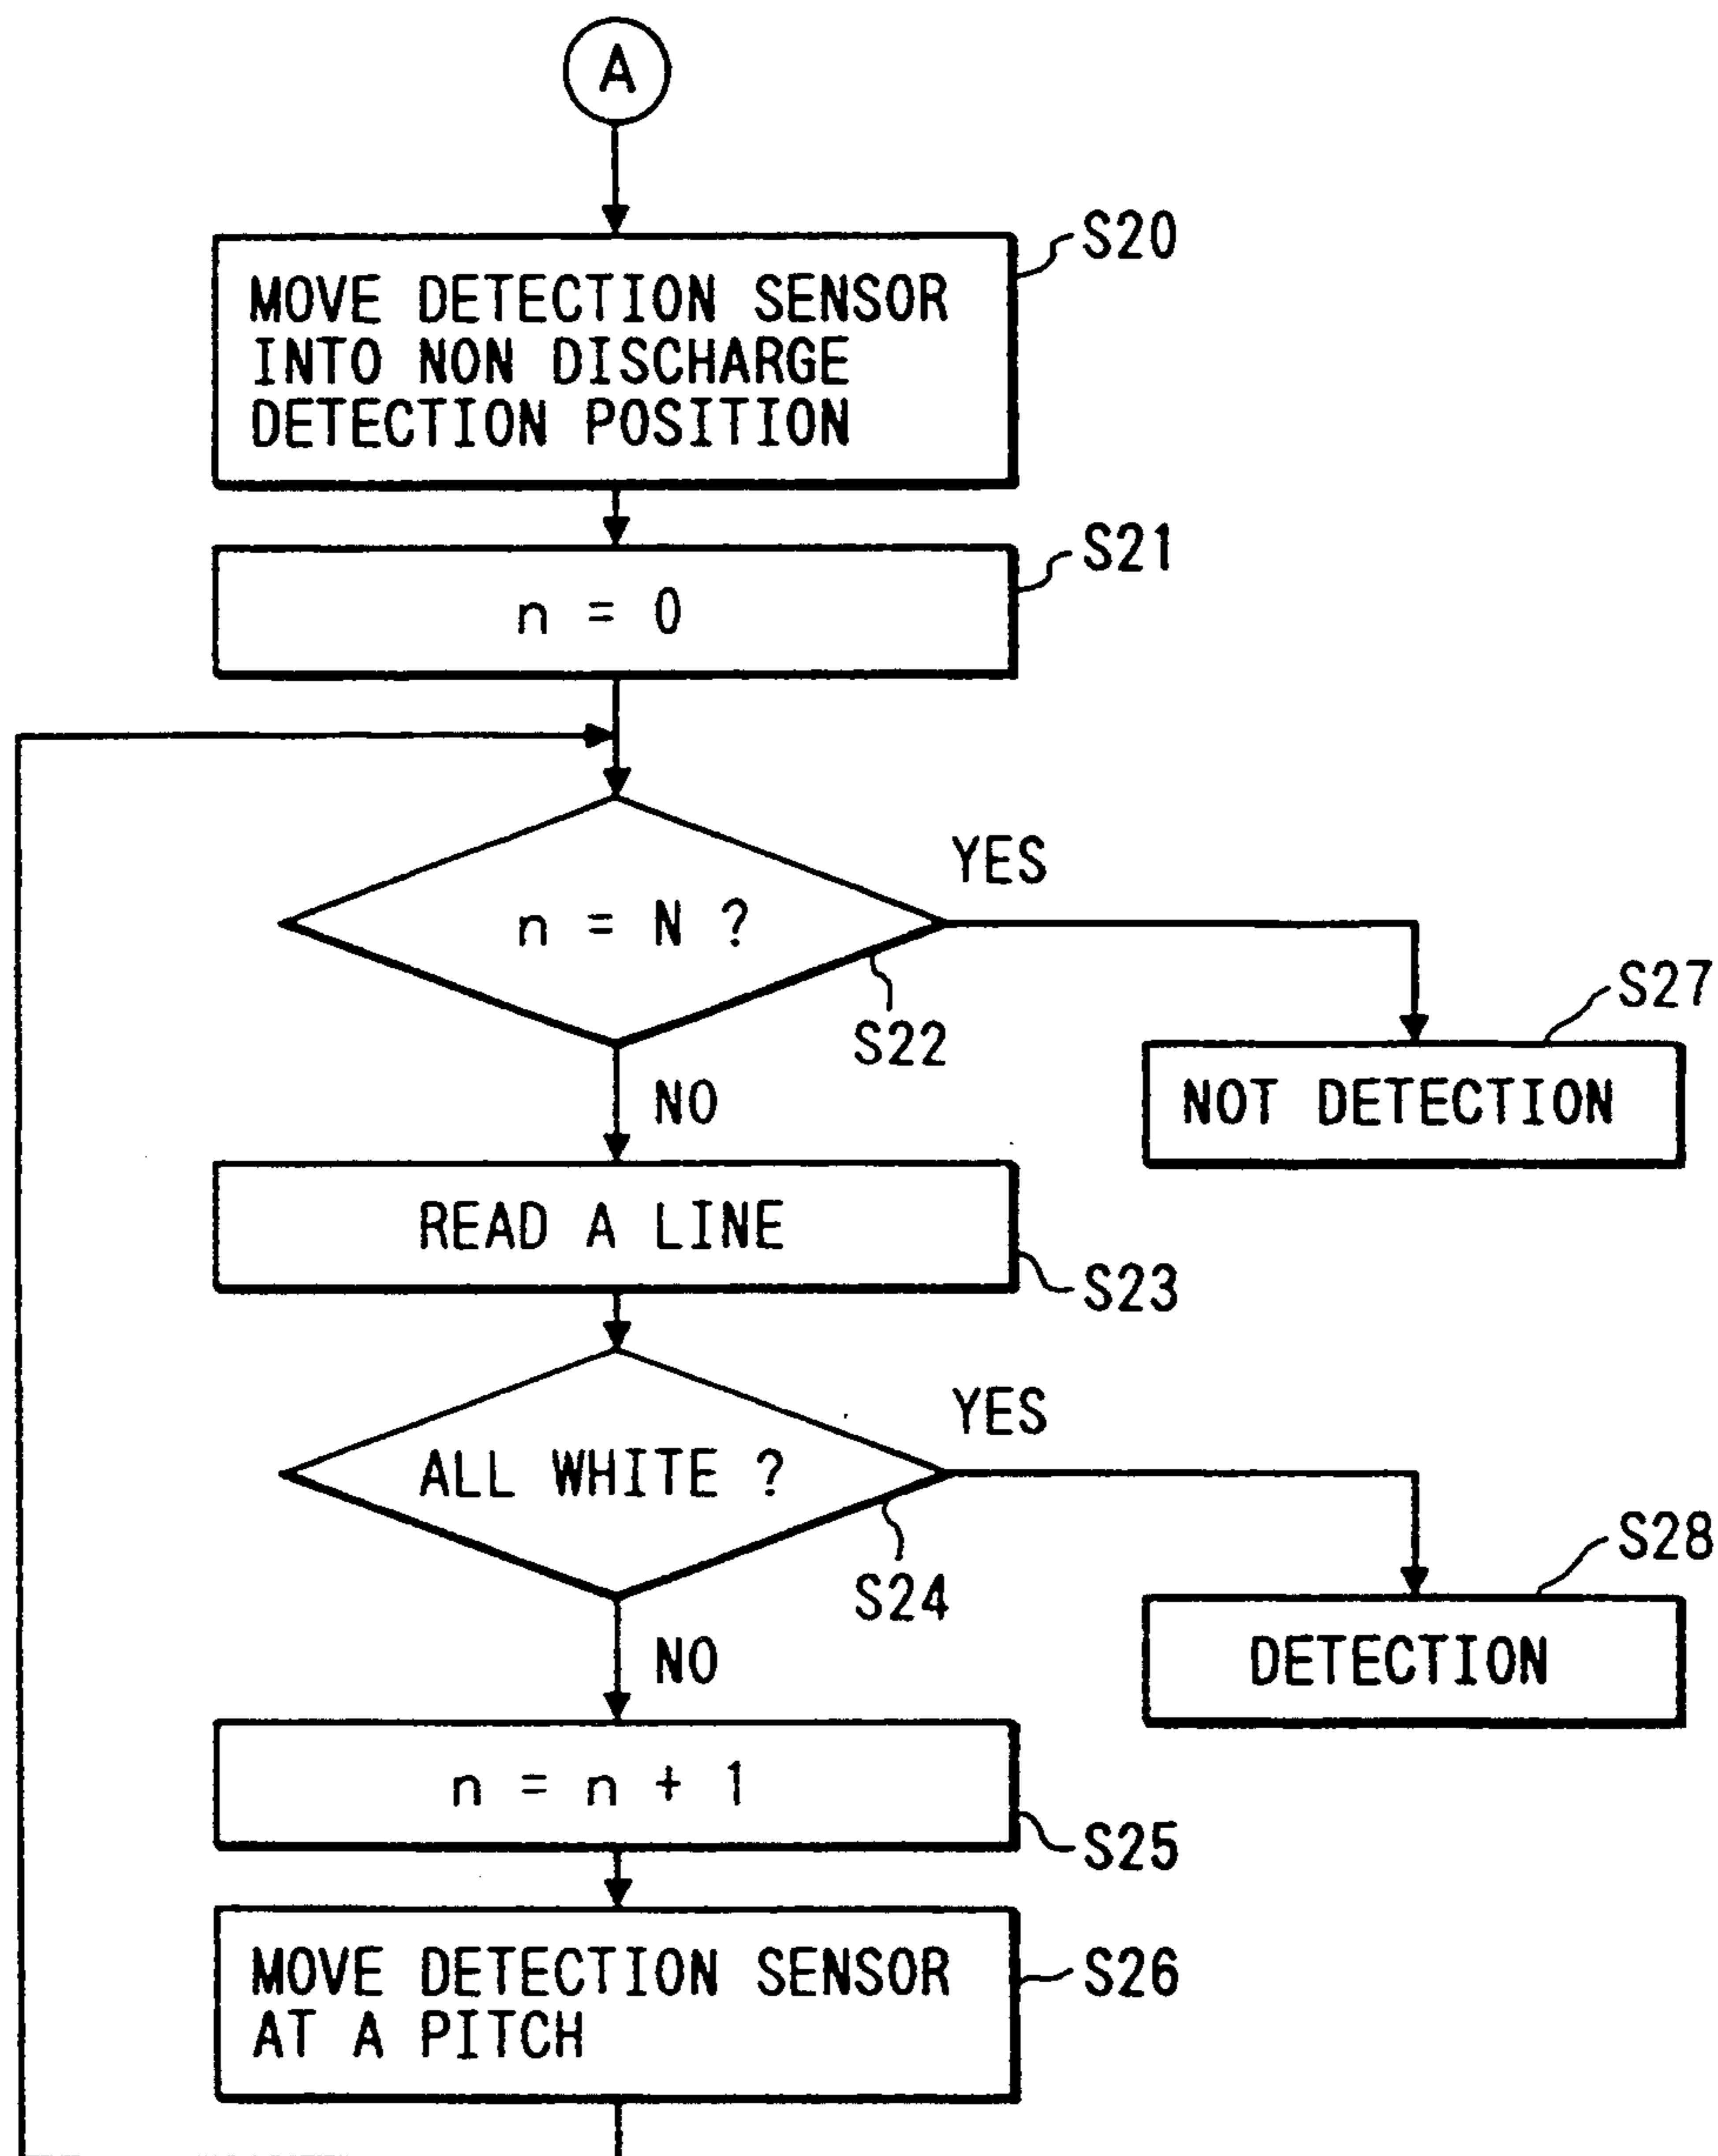 A
S20
MOVE DETECTION SENSOR
INTO NON DISCHARGE
DETECTION POSITION
S21
n = 0
YES
n = N ?
S22
S27
NOT DETECTION
NO
READ A LINE
S23
YES
ALL WHITE ?
S24
S28
DETECTION
NO
n = n + 1
S25
MOVE DETECTION SENSOR
AT A PITCH
S26